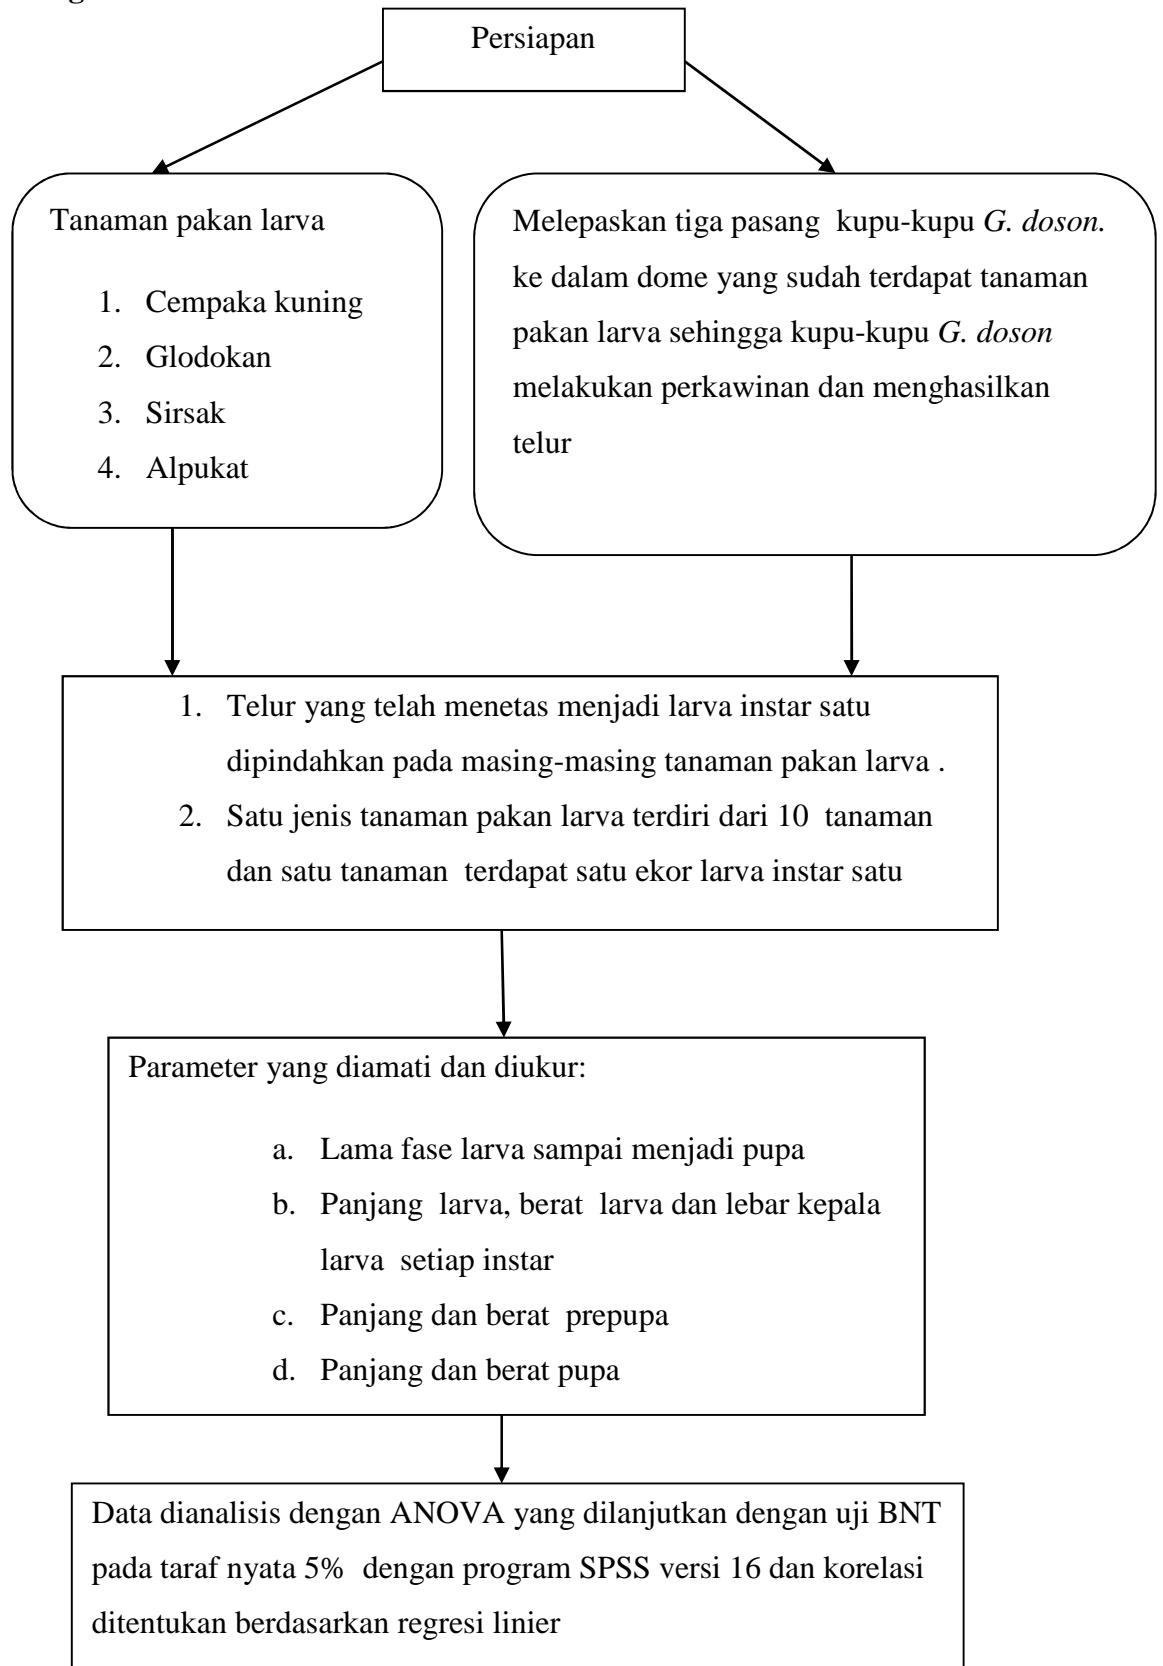 Persiapan
Tanaman pakan larva
1. Cempaka kuning
2. Glodokan
3. Sirsak
4. Alpukat
Melepaskan tiga pasang kupu-kupu G. doson.
ke dalam dome yang sudah terdapat tanaman
pakan larva sehingga kupu-kupu G. doson
melakukan perkawinan dan menghasilkan
telur
1. Telur yang telah menetas menjadi larva instar satu
dipindahkan pada masing-masing tanaman pakan larva .
2. Satu jenis tanaman pakan larva terdiri dari 10 tanaman
dan satu tanaman terdapat satu ekor larva instar satu
Parameter yang diamati dan diukur:
a. Lama fase larva sampai menjadi pupa
b. Panjang larva, berat larva dan lebar kepala
larva setiap instar
c. Panjang dan berat prepupa
d. Panjang dan berat pupa
Data dianalisis dengan ANOVA yang dilanjutkan dengan uji BNT
pada taraf nyata 5% dengan program SPSS versi 16 dan korelasi
ditentukan berdasarkan regresi linier